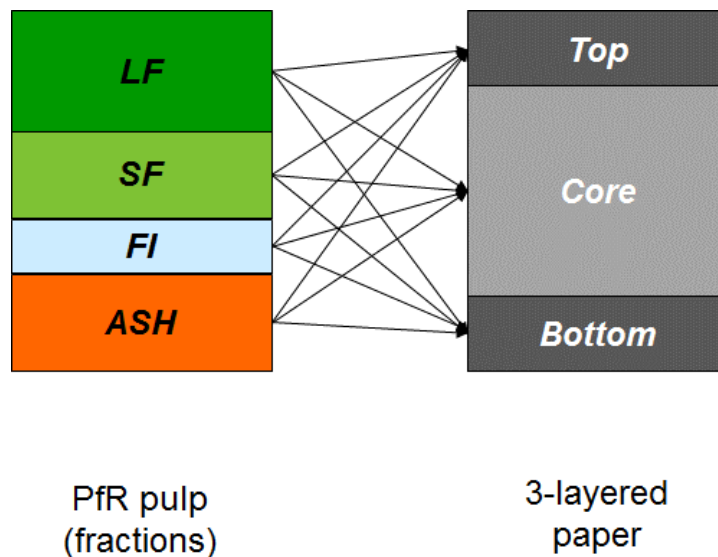 LF
SF
FI
ASH
Top
Core
Bottom
PfR pulp
(fractions)
3-layered
paper